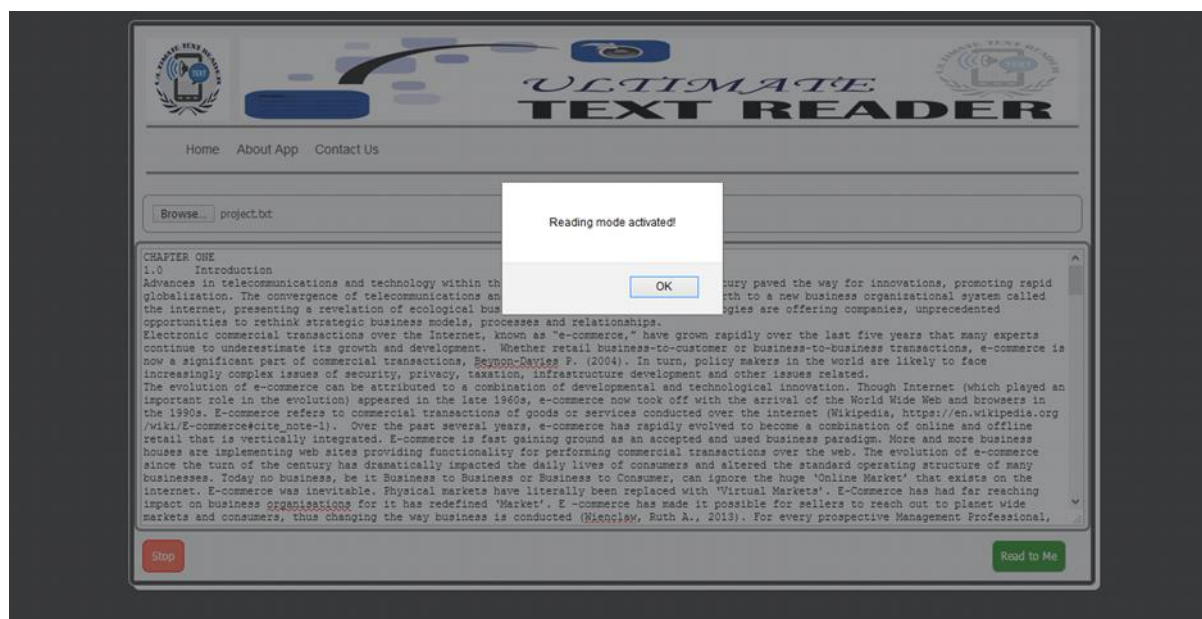 ULTIMATE TEXT READER
TEXT
ULTIMATE
TEXT READER
ULTIMATE TEXT READER
TEXT
Home About App Contact Us
Browse... project.txt
Reading mode activated!
OK
CHAPTER ONE
1.0 Introduction
Advances in telecommunications and technology within th ury paved the way for innovations, promoting rapid
globalization. The convergence of telecommunications an rth to a new business organizational system called
the internet, presenting a revelation of ecological bus gies are offering companies, unprecedented
opportunities to rethink strategic business models, processes and relationships.
Electronic commercial transactions over the Internet, known as "e-commerce," have grown rapidly over the last five years that many experts
continue to underestimate its growth and development. Whether retail business-to-customer or business-to-business transactions, e-commerce is
now a significant part of commercial transactions, Beynon-Davies P. (2004). In turn, policy makers in the world are likely to face
increasingly complex issues of security, privacy, taxation, infrastructure development and other issues related.
The evolution of e-commerce can be attributed to a combination of developmental and technological innovation. Though Internet (which played an
important role in the evolution) appeared in the late 1960s, e-commerce now took off with the arrival of the World Wide Web and browsers in
the 1990s. E-commerce refers to commercial transactions of goods or services conducted over the internet (Wikipedia, https://en.wikipedia.org
/wiki/E-commerce#cite_note-1). Over the past several years, e-commerce has rapidly evolved to become a combination of online and offline
retail that is vertically integrated. E-commerce is fast gaining ground as an accepted and used business paradigm. More and more business
houses are implementing web sites providing functionality for performing commercial transactions over the web. The evolution of e-commerce
since the turn of the century has dramatically impacted the daily lives of consumers and altered the standard operating structure of many
businesses. Today no business, be it Business to Business or Business to Consumer, can ignore the huge 'Online Market' that exists on the
internet. E-commerce was inevitable. Physical markets have literally been replaced with 'Virtual Markets'. E-Commerce has had far reaching
impact on business organisations for it has redefined 'Market'. E -commerce has made it possible for sellers to reach out to planet wide
markets and consumers, thus changing the way business is conducted (Wienclaw, Ruth A., 2013). For every prospective Management Professional,
Stop
Read to Me